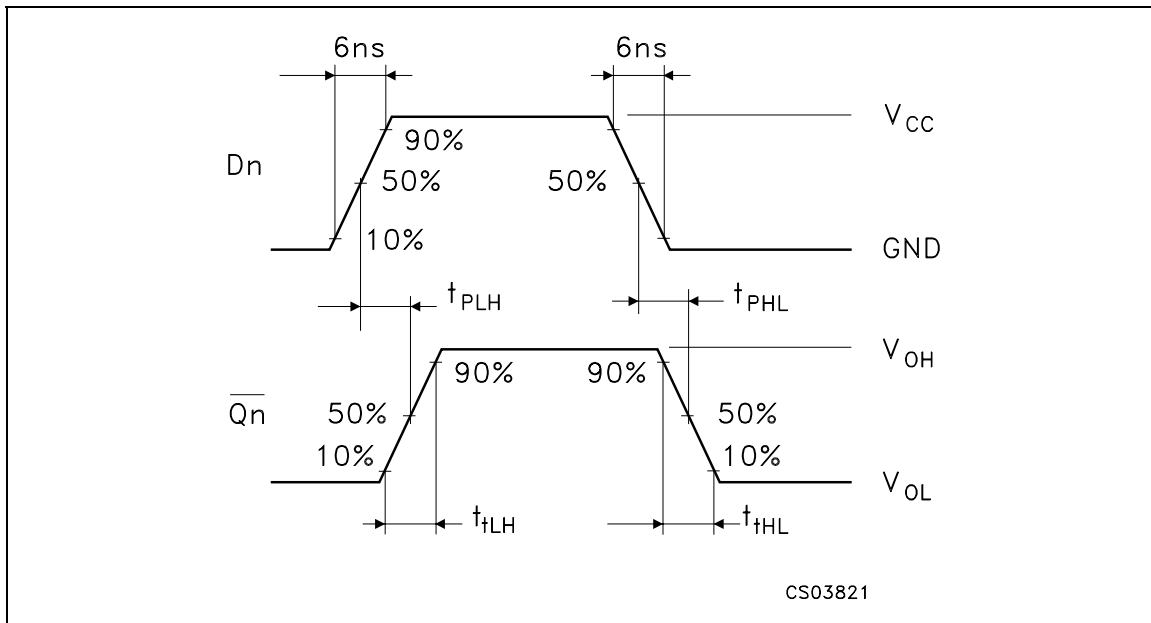 6ns 6ns
V_CC
90%
Dn
50% 50%
10%
GND
t_PLH t_PHL
V_OH
90% 90%
Q̅n̅
50% 50%
10% 10%
V_OL
t_tLH t_tHL
CS03821